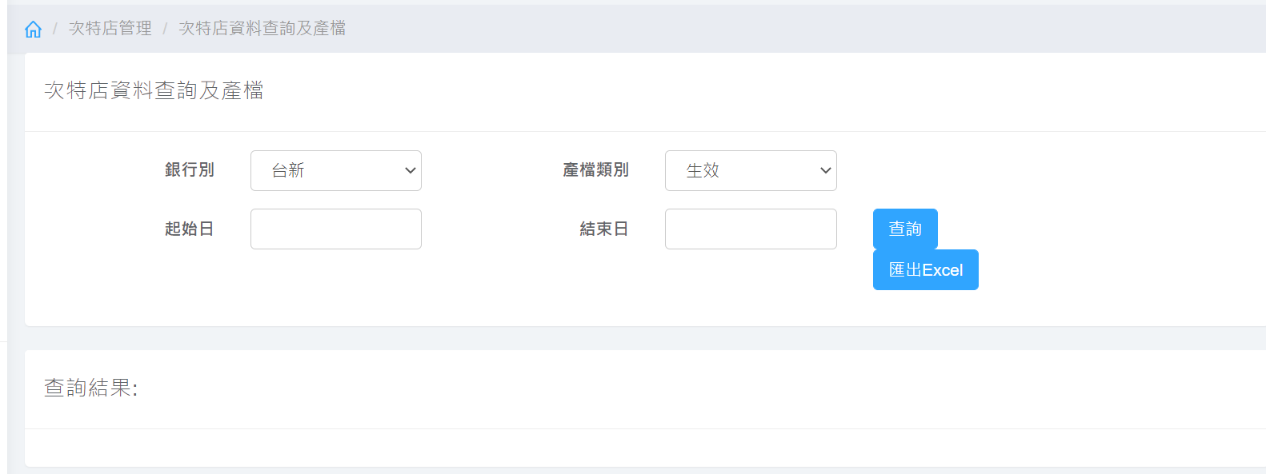 / 次特店管理 / 次特店資料查詢及產檔
次特店資料查詢及產檔
銀行別 台新 產檔類別 生效
起始日 結束日 查詢
匯出Excel
查詢結果: